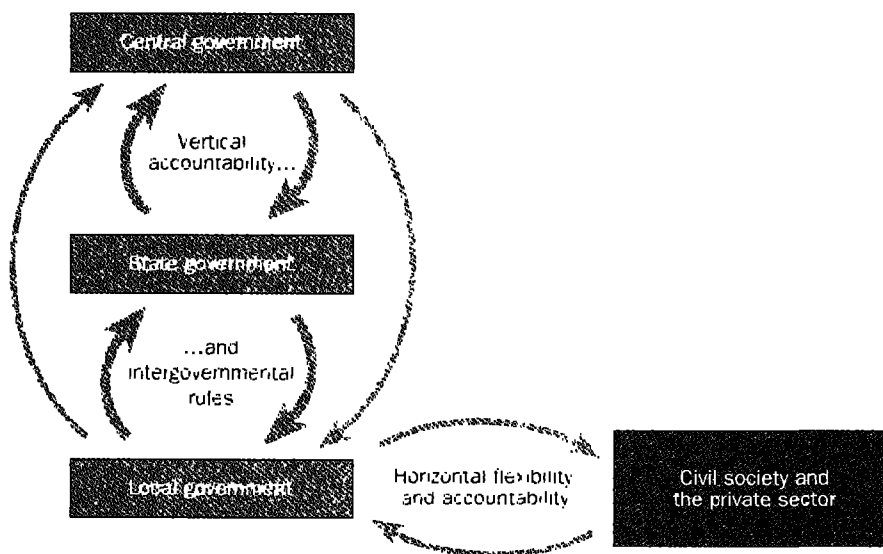 Central government
Vertical
accountability...
State government
...and
intergovernmental
rules
Local government
Horizontal flexibility
and accountability
Civil society and
the private sector